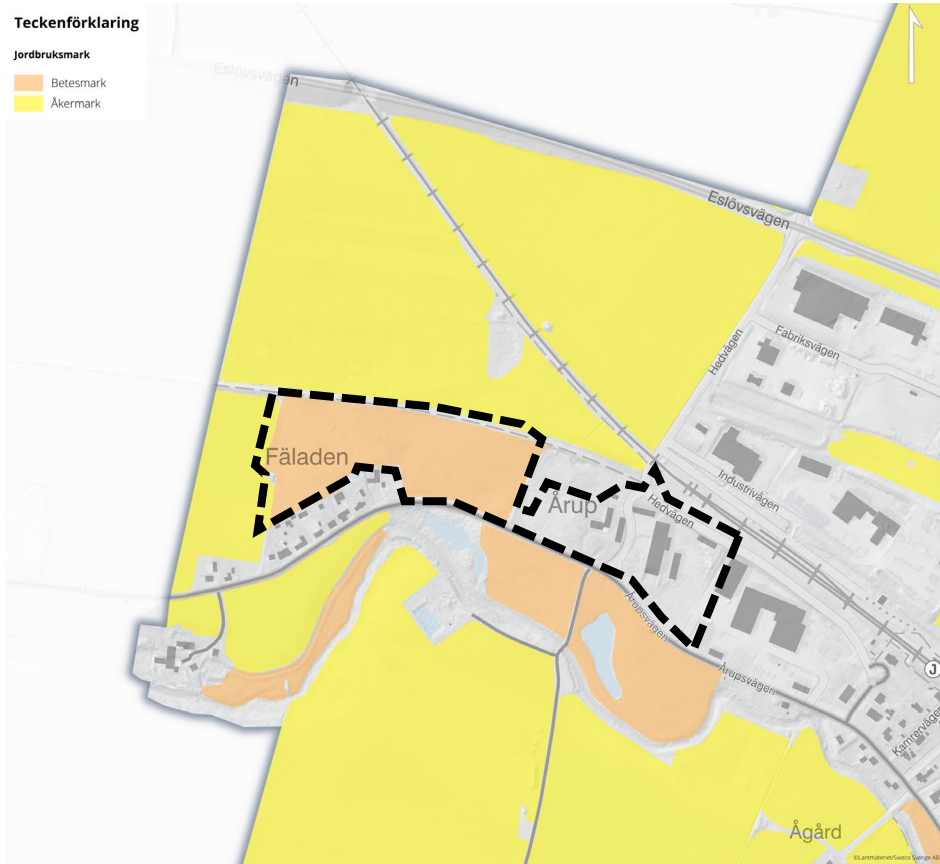 Teckenförklaring
Jordbruksmark
Betesmark
Åkermark
Eslövsvägen
Eslövsvägen
Hedvägen
Fabriksvägen
Fäladen
Industrivägen
Årup
Hedvägen
Årupsvägen
Årupsvägen
Årupsvägen
J
Kamrervägen
Ågård
©Lantmäteriet/Sweco Sverige AB